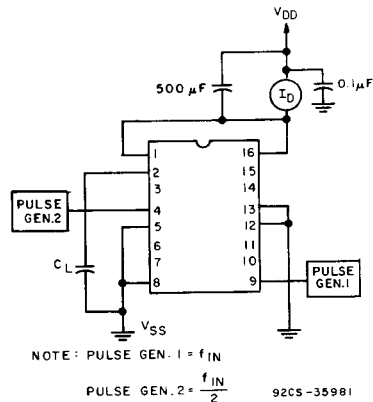 VDD
500 μF
0.1μF
ID
1
16
2
15
3
14
PULSE
GEN.2
4
13
5
12
6
11
7
10
8
9
PULSE
GEN.1
CL
VSS
NOTE: PULSE GEN. 1 = fIN
PULSE GEN. 2 = fIN/2
92CS-35981